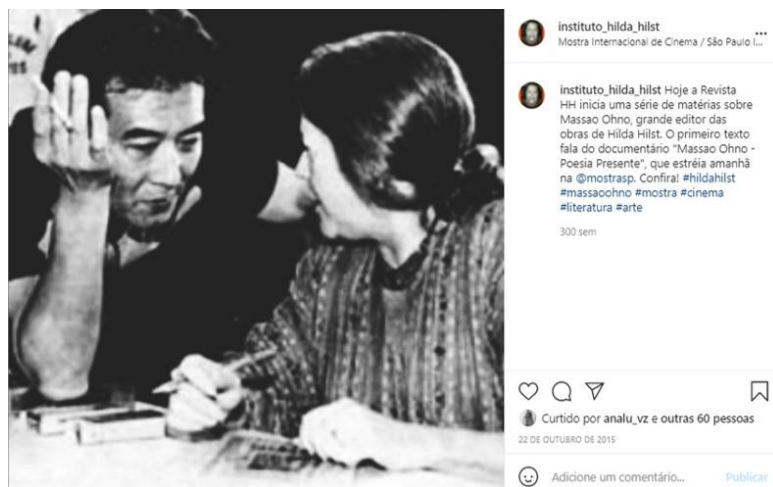 instituto_hilda_hilst
Mostra Internacional de Cinema / São Paulo I...
instituto_hilda_hilst Hoje a Revista
HH inicia uma série de matérias sobre
Massao Ohno, grande editor das
obras de Hilda Hilst. O primeiro texto
fala do documentário "Massao Ohno -
Poesia Presente", que estréia amanhã
na @mostrasp. Confira! #hildahilst
#massaoohno #mostra #cinema
#literatura #arte
300 sem
Curtido por analu_vz e outras 60 pessoas
22 DE OUTUBRO DE 2015
Adicione um comentário...
Publicar